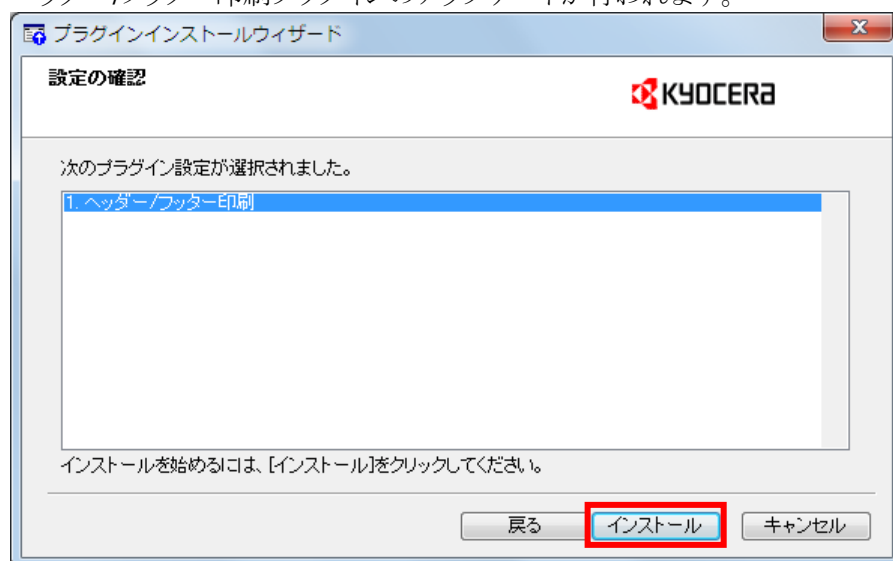 プラグインインストールウィザード
設定の確認
KYOCERA
次のプラグイン設定が選択されました。
1. ヘッダー/フッター印刷
インストールを始めるには、[インストール]をクリックしてください。
戻る
インストール
キャンセル